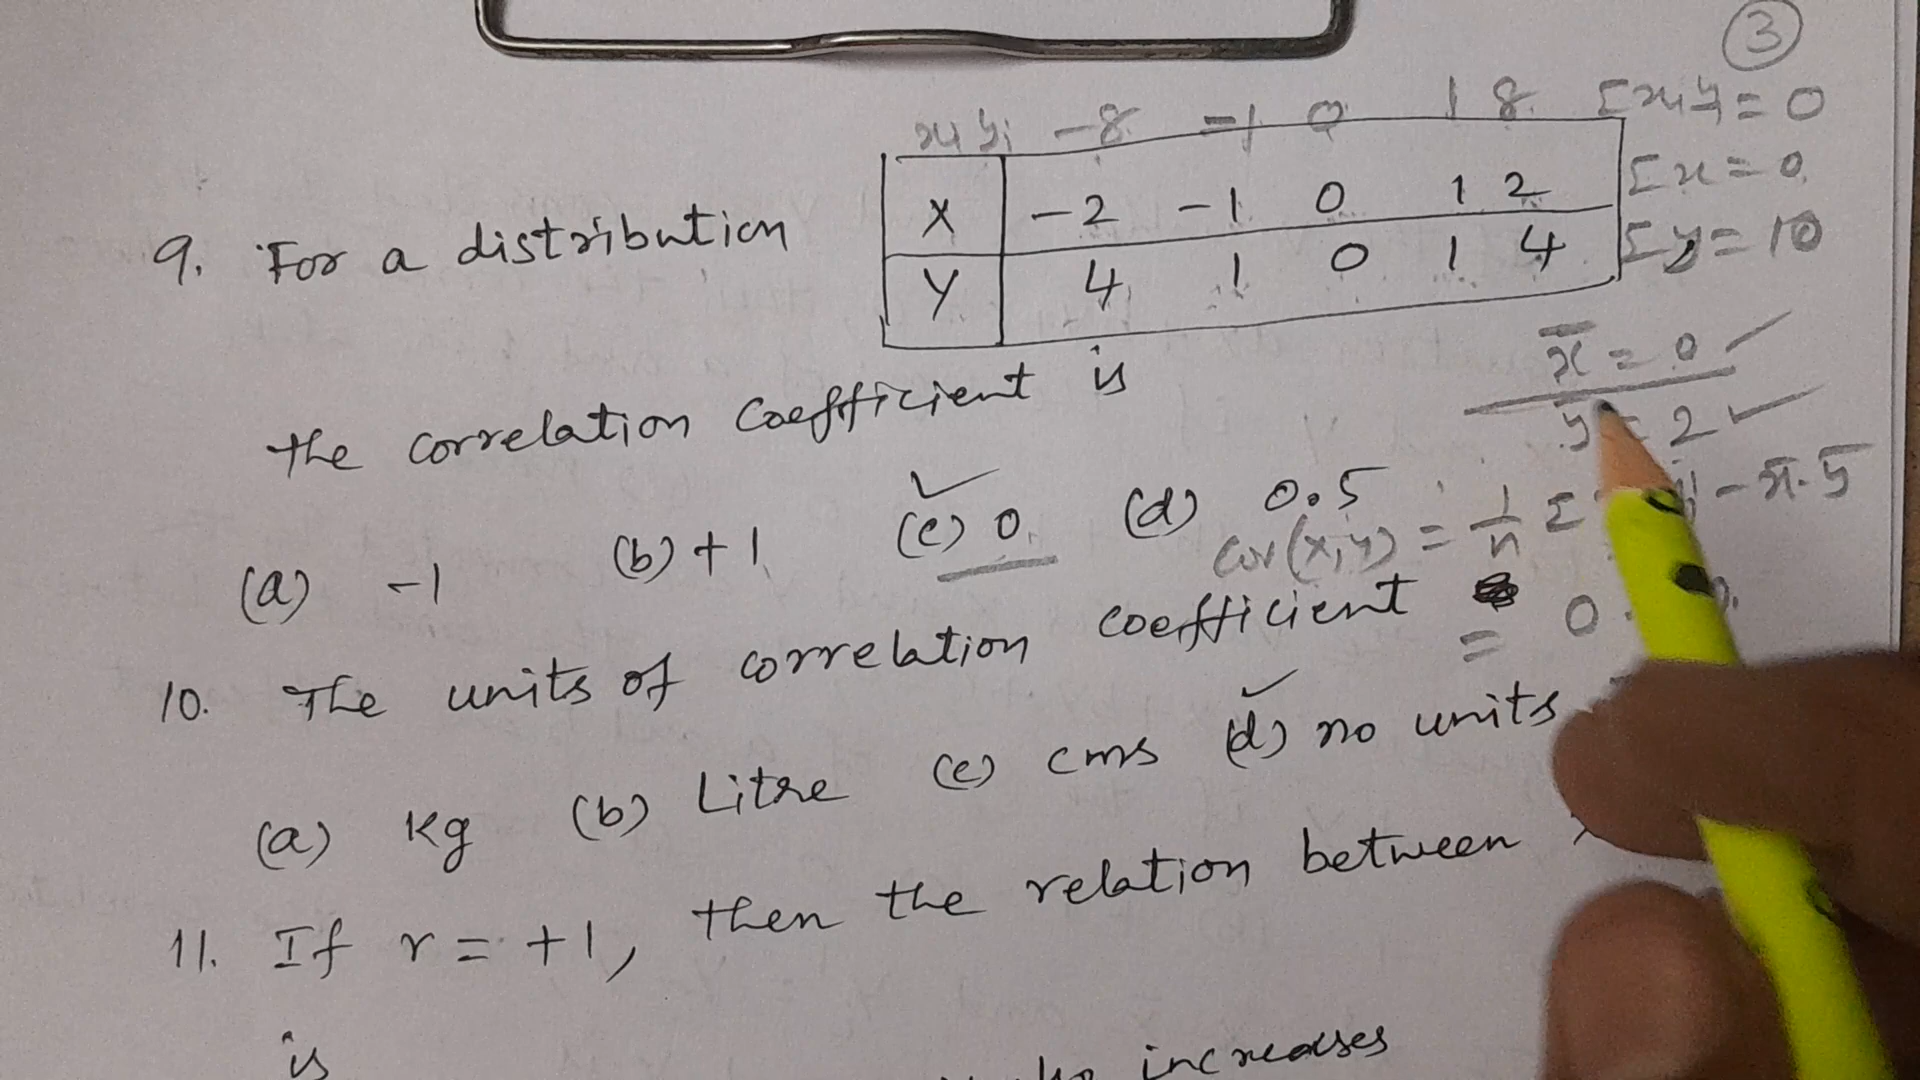 3
xi yi -8 -1 0 1 8 Σxiyi = 0
X -2 -1 0 1 2 Σx = 0
9. For a distribution
Y 4 1 0 1 4 Σy = 10
x̄ = 0 ✓
the correlation coefficient is
ȳ = 2 ✓
(a) -1 (b) +1 ✓(c) 0 (d) 0.5
Cov(x,y) = 1/n Σ - x̄.ȳ
= 0
10. The units of correlation coefficient
(a) kg (b) Litre (c) cms ✓(d) no units
11. If r = +1, then the relation between
is
increases